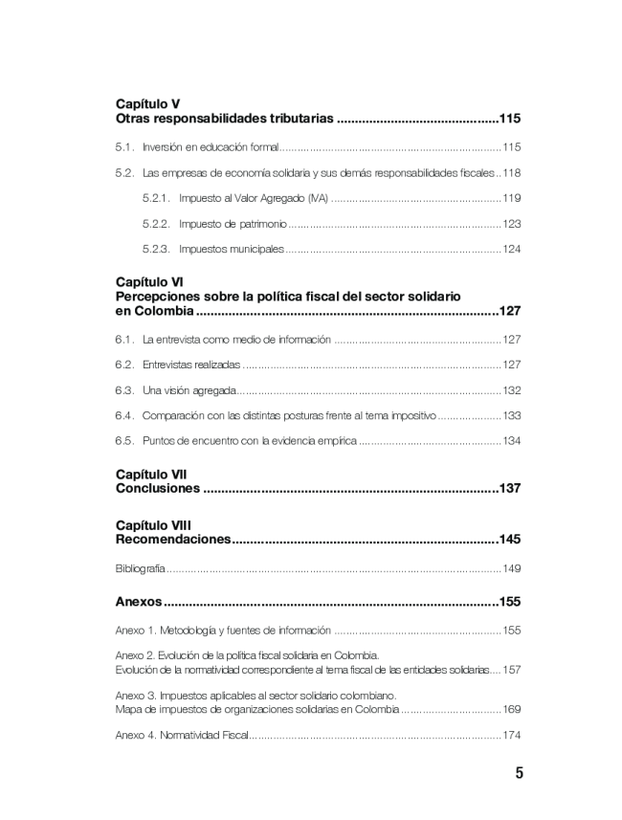 Capítulo V
Otras responsabilidades tributarias .............................................115
5.1. Inversión en educación formal.........................................................................115
5.2. Las empresas de economía solidaria y sus demás responsabilidades fiscales..118
5.2.1. Impuesto al Valor Agregado (IVA) ........................................................119
5.2.2. Impuesto de patrimonio......................................................................123
5.2.3. Impuestos municipales.......................................................................124
Capítulo VI
Percepciones sobre la política fiscal del sector solidario
en Colombia ....................................................................................127
6.1. La entrevista como medio de información .......................................................127
6.2. Entrevistas realizadas .....................................................................................127
6.3. Una visión agregada.......................................................................................132
6.4. Comparación con las distintas posturas frente al tema impositivo.....................133
6.5. Puntos de encuentro con la evidencia empírica ...............................................134
Capítulo VII
Conclusiones ..................................................................................137
Capítulo VIII
Recomendaciones..........................................................................145
Bibliografía..............................................................................................................149
Anexos.............................................................................................155
Anexo 1. Metodología y fuentes de información .......................................................155
Anexo 2. Evolución de la política fiscal solidaria en Colombia.
Evolución de la normatividad correspondiente al tema fiscal de las entidades solidarias....157
Anexo 3. Impuestos aplicables al sector solidario colombiano.
Mapa de impuestos de organizaciones solidarias en Colombia.................................169
Anexo 4. Normatividad Fiscal...................................................................................174
5